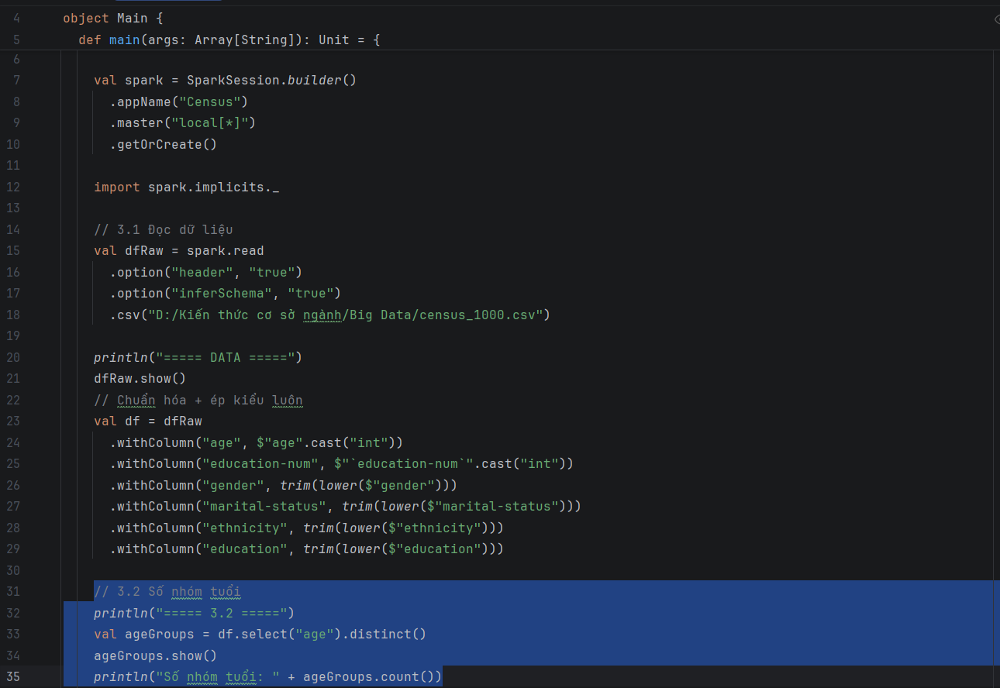 4 object Main {
5 def main(args: Array[String]): Unit = {
6
7 val spark = SparkSession.builder()
8 .appName("Census")
9 .master("local[*]")
10 .getOrCreate()
11
12 import spark.implicits._
13
14 // 3.1 Đọc dữ liệu
15 val dfRaw = spark.read
16 .option("header", "true")
17 .option("inferSchema", "true")
18 .csv("D:/Kiến thức cơ sở ngành/Big Data/census_1000.csv")
19
20 println("===== DATA =====")
21 dfRaw.show()
22 // Chuẩn hóa + ép kiểu luôn
23 val df = dfRaw
24 .withColumn("age", $"age".cast("int"))
25 .withColumn("education-num", $"`education-num`".cast("int"))
26 .withColumn("gender", trim(lower($"gender")))
27 .withColumn("marital-status", trim(lower($"marital-status")))
28 .withColumn("ethnicity", trim(lower($"ethnicity")))
29 .withColumn("education", trim(lower($"education")))
30
31 // 3.2 Số nhóm tuổi
32 println("===== 3.2 =====")
33 val ageGroups = df.select("age").distinct()
34 ageGroups.show()
35 println("Số nhóm tuổi: " + ageGroups.count())